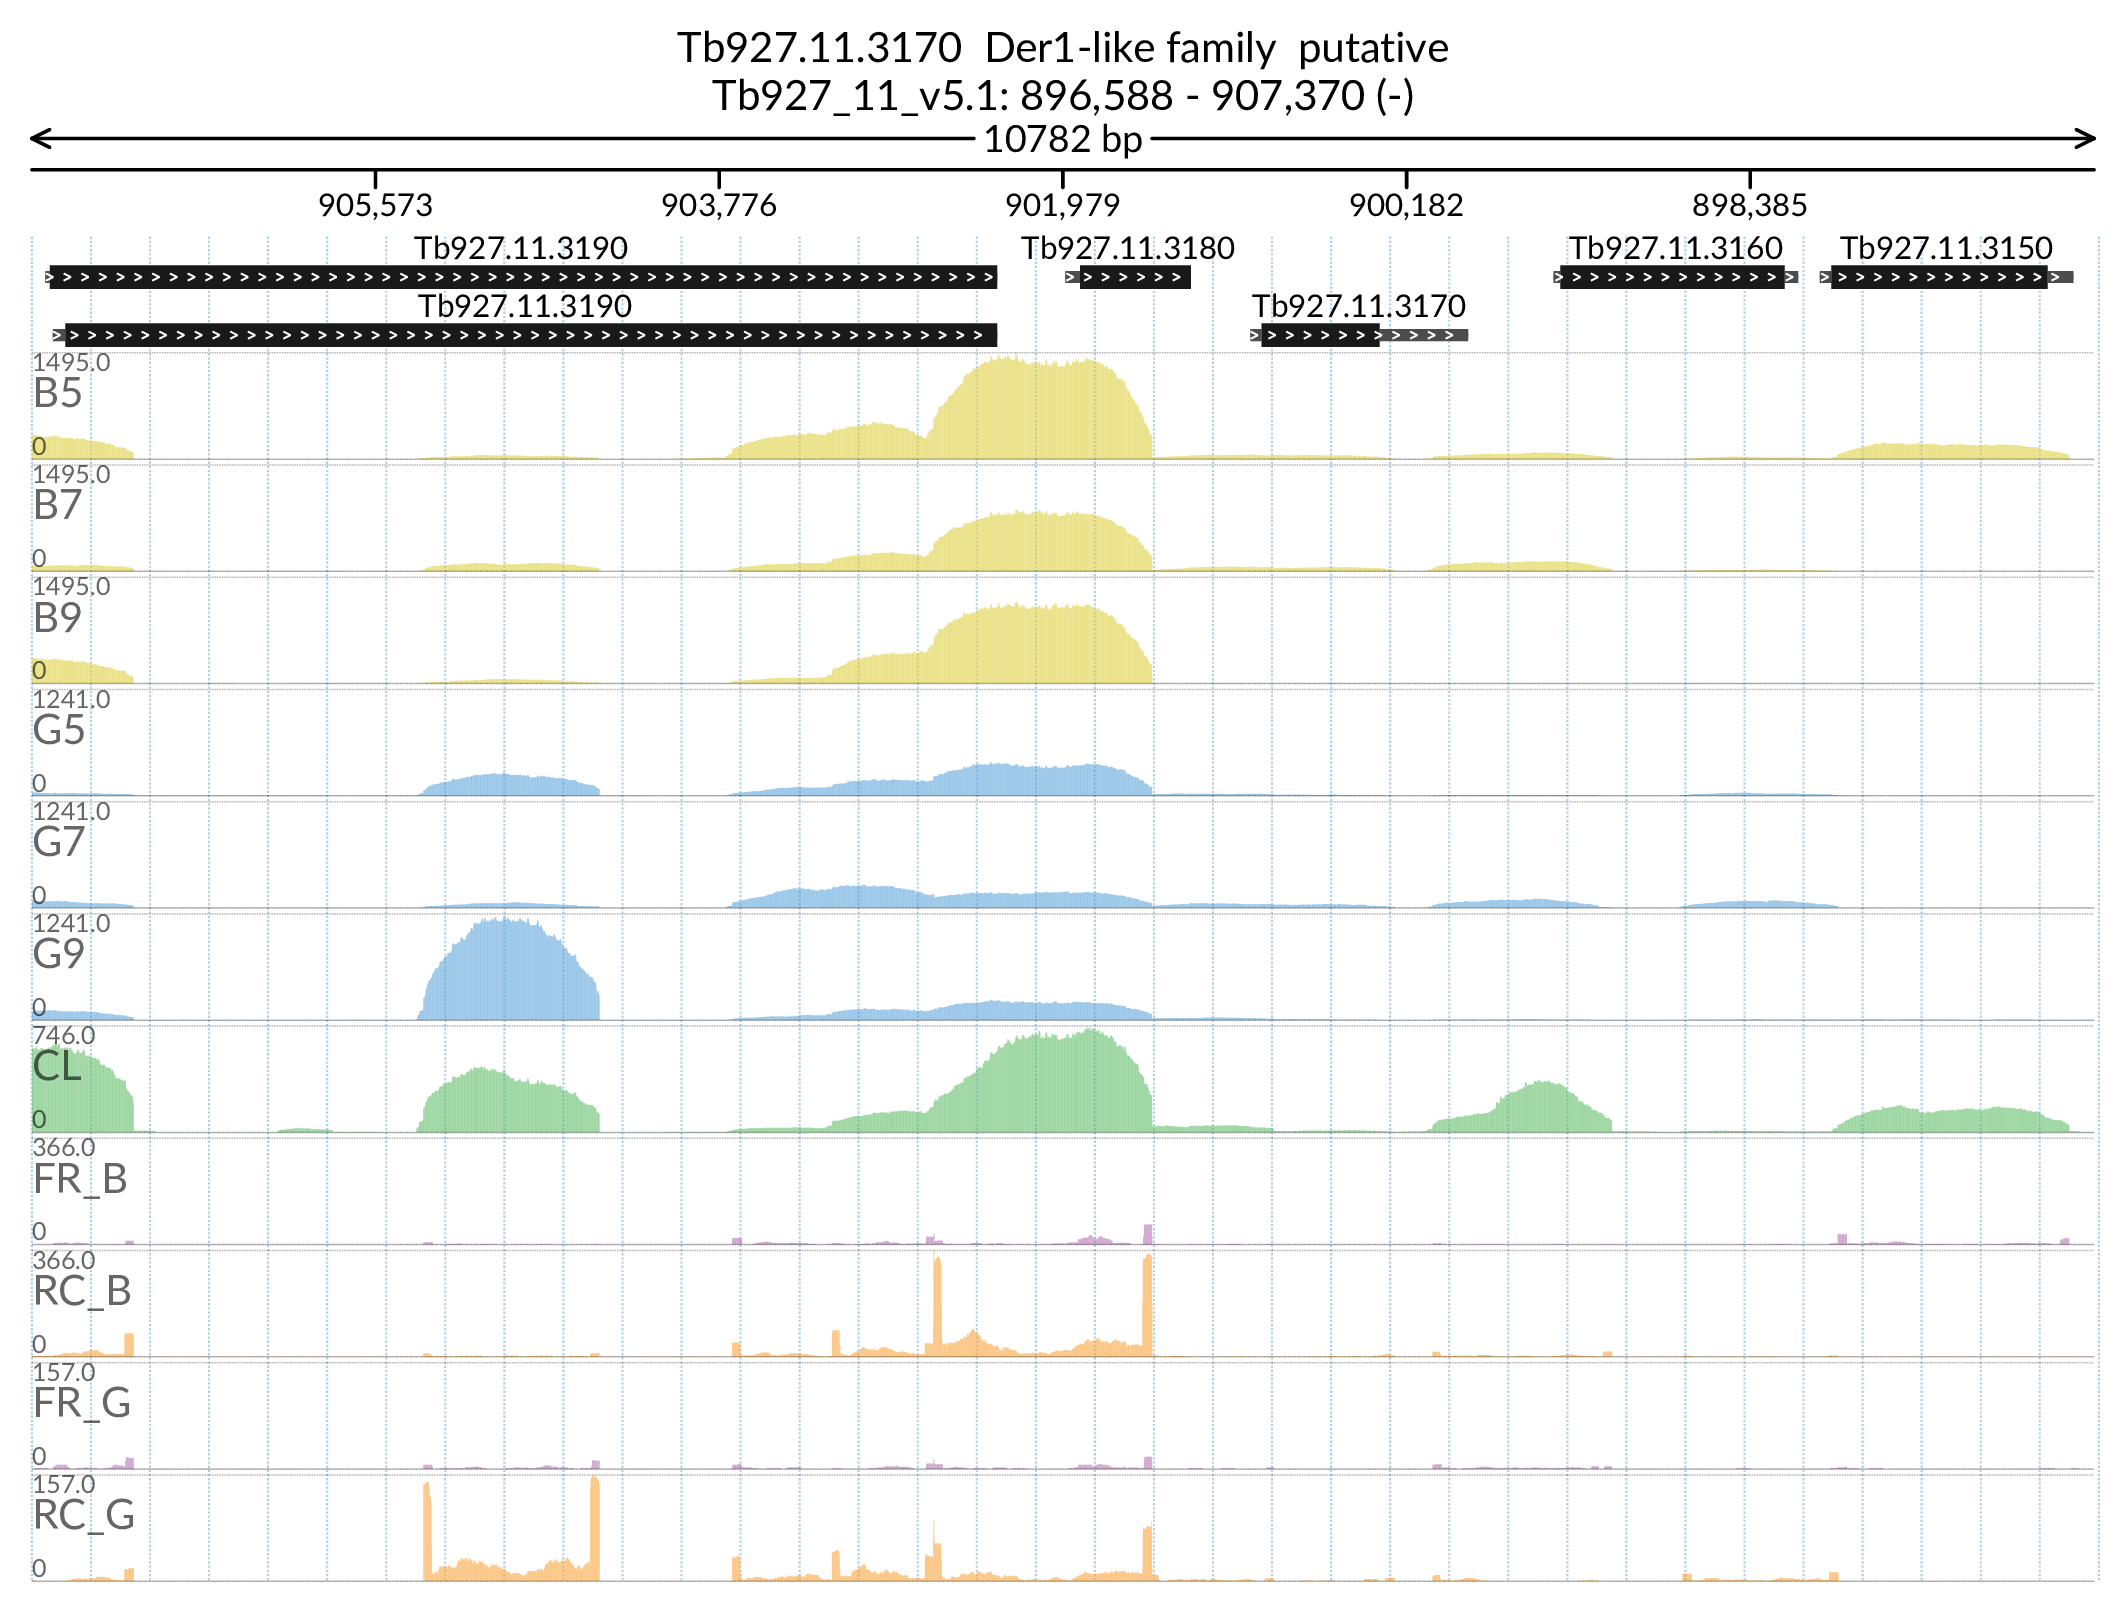 Tb927.11.3170 Der1-like family putative
Tb927_11_v5.1: 896,588 - 907,370 (-)
10782 bp
905,573 903,776 901,979 900,182 898,385
Tb927.11.3190 Tb927.11.3180 Tb927.11.3160 Tb927.11.3150
Tb927.11.3190 Tb927.11.3170
1495.0
B5
0
1495.0
B7
0
1495.0
B9
0
1241.0
G5
0
1241.0
G7
0
1241.0
G9
0
746.0
CL
0
366.0
FR_B
0
366.0
RC_B
0
157.0
FR_G
0
157.0
RC_G
0